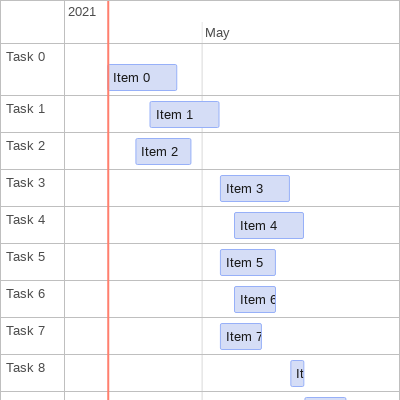 2021
May
Task 0
Item 0
Task 1
Item 1
Task 2
Item 2
Task 3
Item 3
Task 4
Item 4
Task 5
Item 5
Task 6
Item 6
Task 7
Item 7
Task 8
It